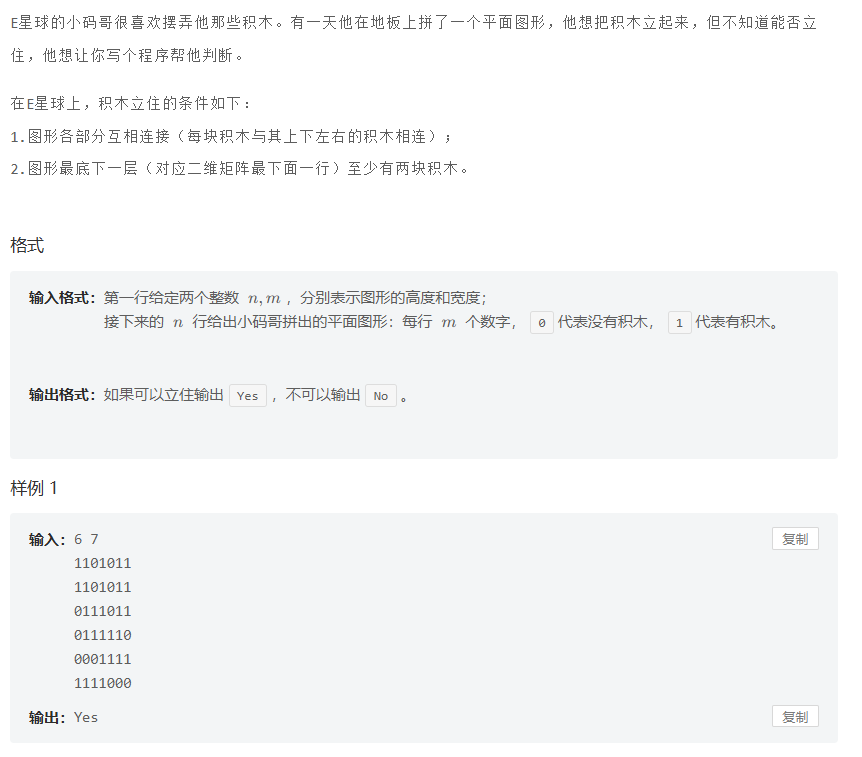 E星球的小码哥很喜欢摆弄他那些积木。有一天他在地板上拼了一个平面图形，他想把积木立起来，但不知道能否立
住，他想让你写个程序帮他判断。
在E星球上，积木立住的条件如下：
1.图形各部分互相连接（每块积木与其上下左右的积木相连）；
2.图形最底下一层（对应二维矩阵最下面一行）至少有两块积木。
格式
输入格式：第一行给定两个整数 n,m ，分别表示图形的高度和宽度；
接下来的 n 行给出小码哥拼出的平面图形：每行 m 个数字， 0 代表没有积木， 1 代表有积木。
输出格式：如果可以立住输出 Yes ，不可以输出 No 。
样例 1
输入：6 7 复制
1101011
1101011
0111011
0111110
0001111
1111000
输出：Yes 复制